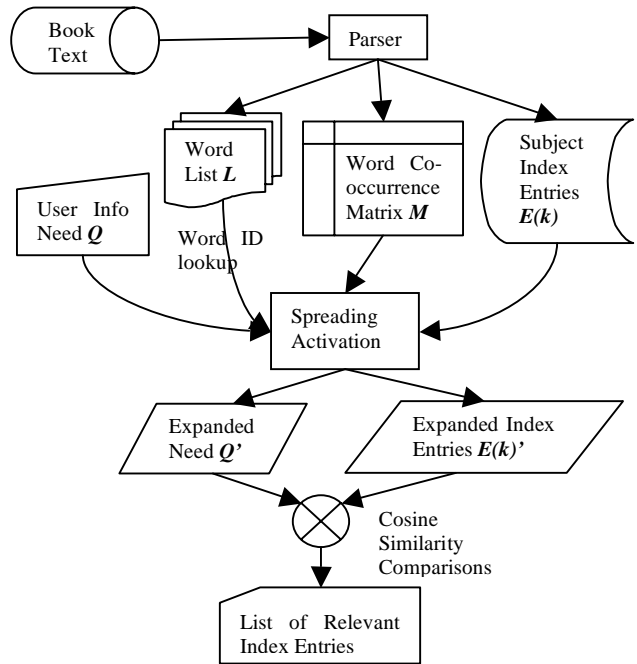 Book
Text
Parser
Word
List L
Word Co-
occurrence
Matrix M
Subject
Index
Entries
E(k)
User Info
Need Q
Word ID
lookup
Spreading
Activation
Expanded
Need Q’
Expanded Index
Entries E(k)’
Cosine
Similarity
Comparisons
List of Relevant
Index Entries